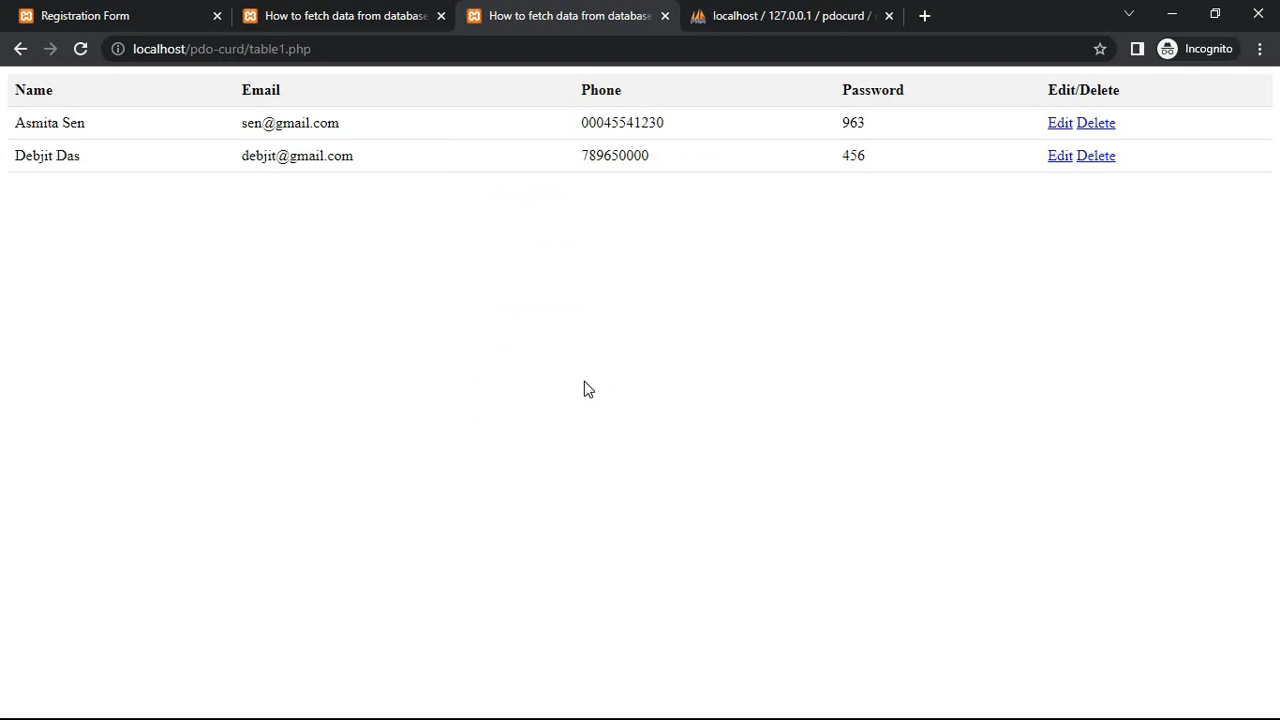 Registration Form
How to fetch data from database
How to fetch data from database
localhost / 127.0.0.1 / pdocurd /
localhost/pdo-curd/table1.php
Incognito
Name Email Phone Password Edit/Delete
Asmita Sen sen@gmail.com 00045541230 963 Edit Delete
Debjit Das debjit@gmail.com 789650000 456 Edit Delete